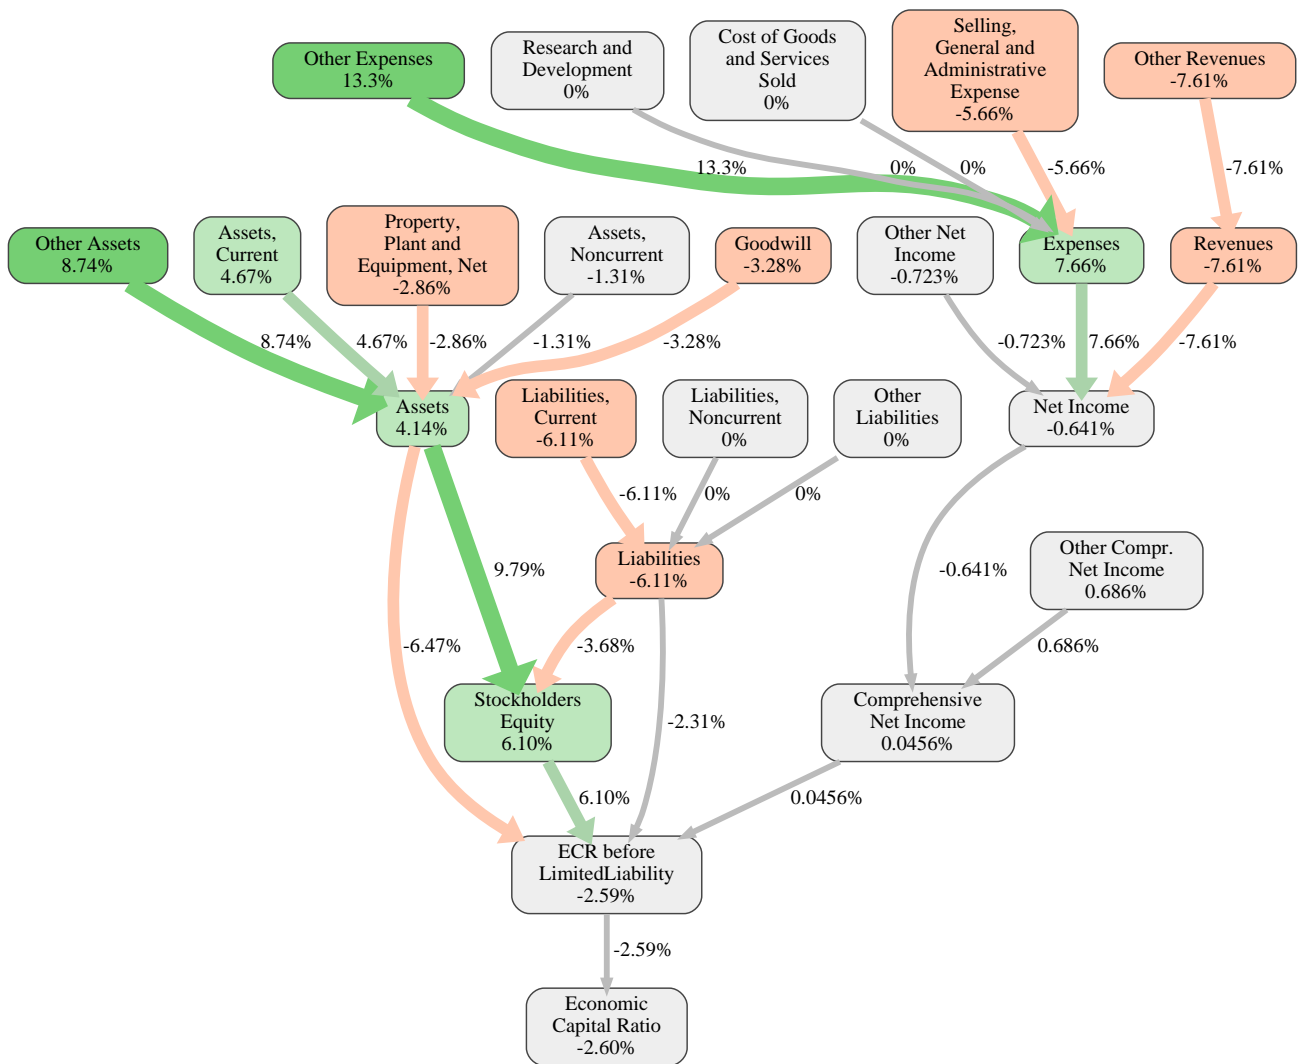 Other Expenses
13.3%
Research and
Development
0%
Cost of Goods
and Services
Sold
0%
Selling,
General and
Administrative
Expense
-5.66%
Other Revenues
-7.61%
13.3%
0%
0%
-5.66%
-7.61%
Other Assets
8.74%
Assets,
Current
4.67%
Property,
Plant and
Equipment, Net
-2.86%
Assets,
Noncurrent
-1.31%
Goodwill
-3.28%
Other Net
Income
-0.723%
Expenses
7.66%
Revenues
-7.61%
8.74%
4.67%
-2.86%
-1.31%
-3.28%
-0.723%
7.66%
-7.61%
Assets
4.14%
Liabilities,
Current
-6.11%
Liabilities,
Noncurrent
0%
Other
Liabilities
0%
Net Income
-0.641%
-6.11%
0%
0%
9.79%
Liabilities
-6.11%
-0.641%
Other Compr.
Net Income
0.686%
-6.47%
-3.68%
0.686%
Stockholders
Equity
6.10%
-2.31%
Comprehensive
Net Income
0.0456%
6.10%
0.0456%
ECR before
LimitedLiability
-2.59%
-2.59%
Economic
Capital Ratio
-2.60%